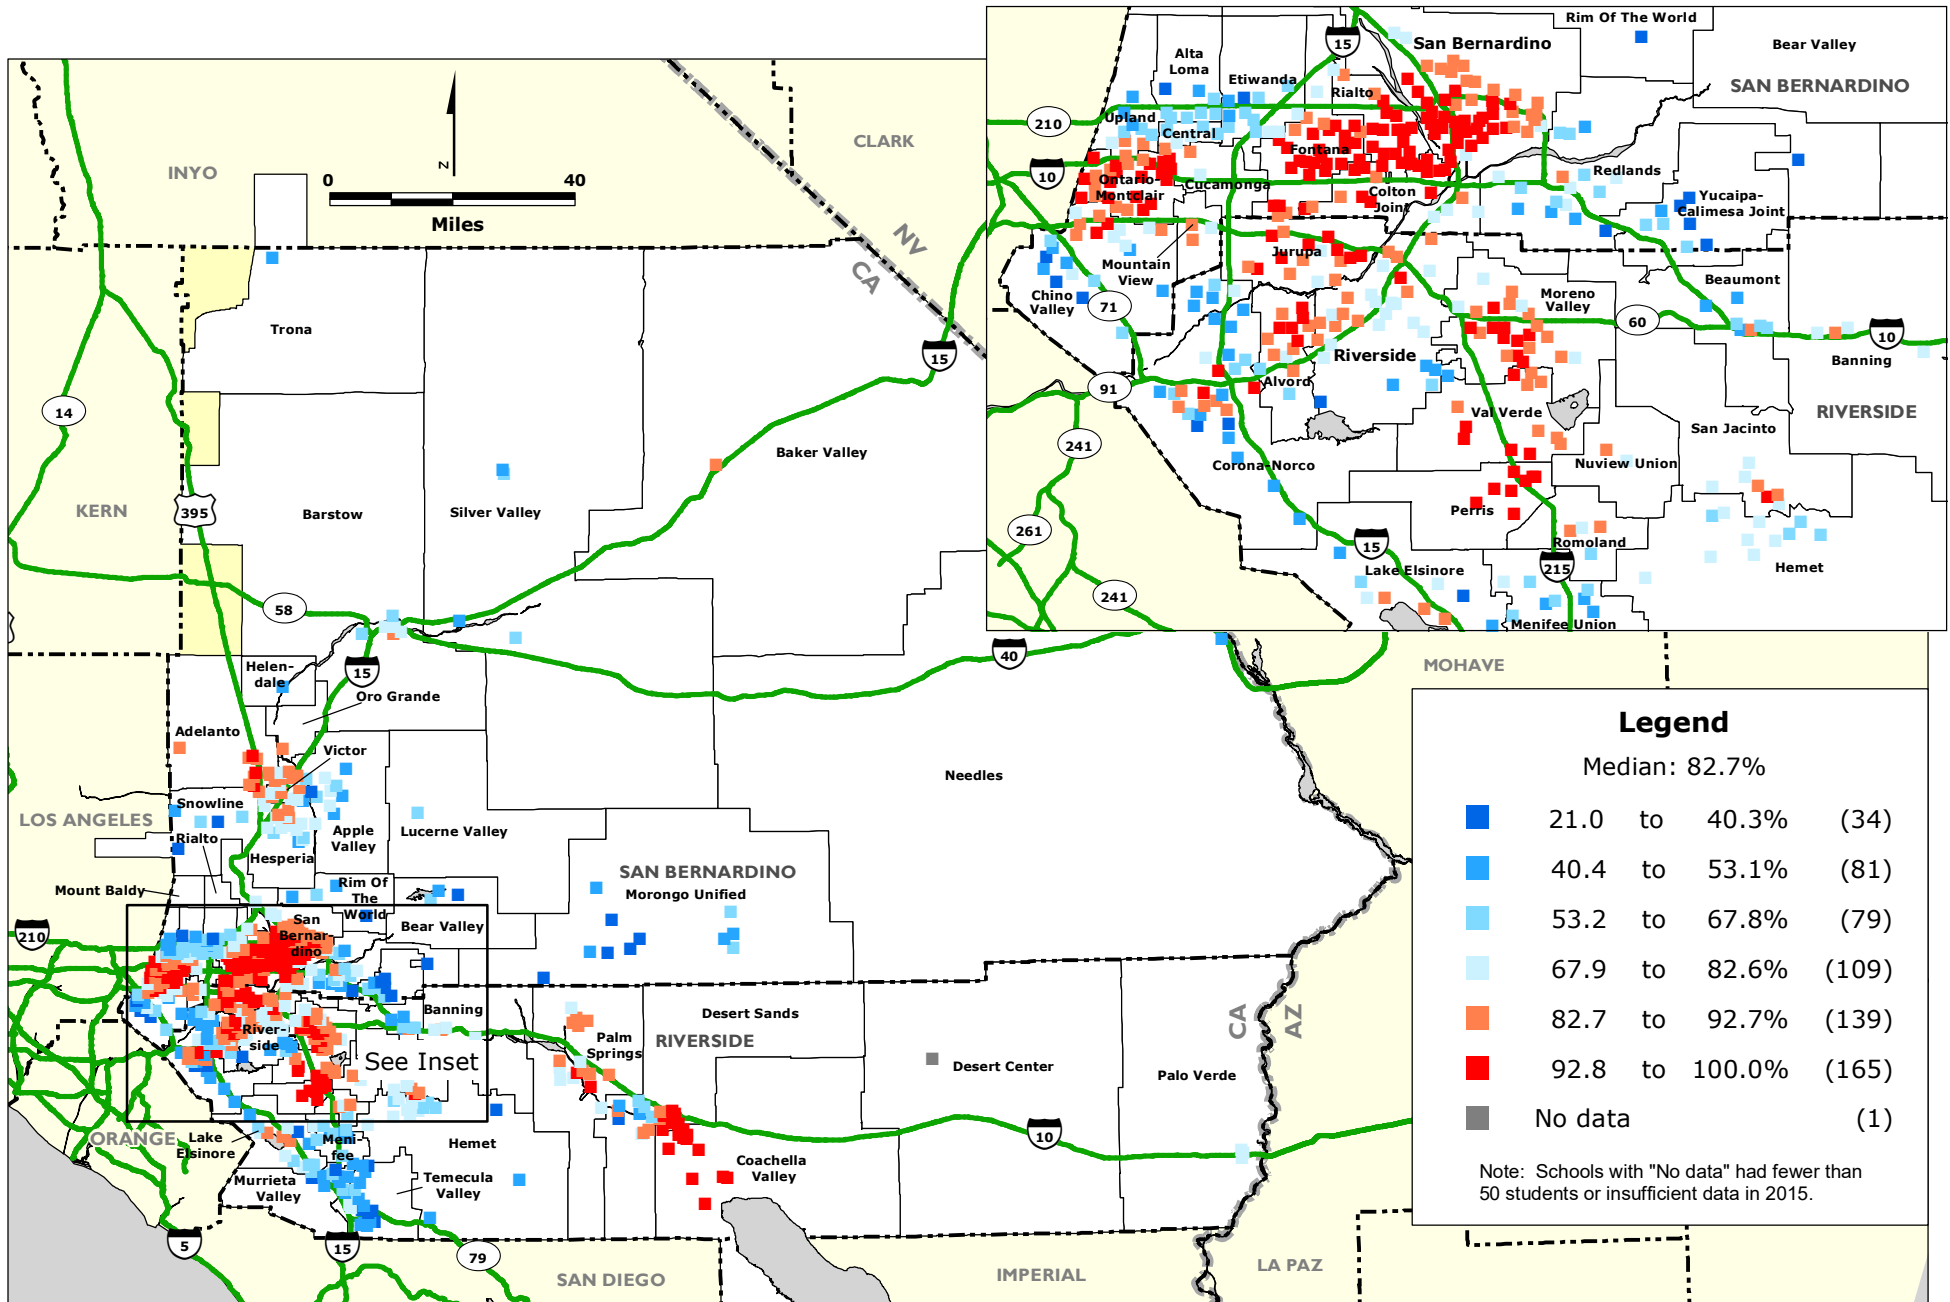 INYO
CLARK
NV
CA
KERN
LOS ANGELES
ORANGE
SAN DIEGO
IMPERIAL
LA PAZ
MOHAVE
SAN BERNARDINO
RIVERSIDE
CA
AZ
N
0
40
Miles
14
395
58
15
15
40
210
10
5
15
79
Trona
Baker Valley
Barstow
Silver Valley
Helen-
dale
Oro Grande
Adelanto
Victor
Snowline
Rialto
Apple
Valley
Lucerne Valley
Hesperia
Mount Baldy
Rim Of
The
World
Bear Valley
San
Bernar-
dino
Needles
Morongo Unified
Banning
River-
side
See Inset
Palm
Springs
Desert Sands
Desert Center
Palo Verde
Lake
Elsinore
Meni-
fee
Hemet
Murrieta
Valley
Temecula
Valley
Coachella
Valley
Rim Of The World
Bear Valley
SAN BERNARDINO
San Bernardino
Alta
Loma
Etiwanda
Rialto
Upland
Central
Fontana
Ontario-
Montclair
Cucamonga
Colton
Joint
Redlands
Yucaipa-
Calimesa Joint
Jurupa
Mountain
View
Chino
Valley
Moreno
Valley
Beaumont
Banning
Riverside
Alvord
Val Verde
RIVERSIDE
San Jacinto
Corona-Norco
Nuview Union
Perris
Romoland
Lake Elsinore
Hemet
Menifee Union
15
210
10
71
91
60
10
241
261
241
15
215
Legend
Median: 82.7%
21.0 to 40.3% (34)
40.4 to 53.1% (81)
53.2 to 67.8% (79)
67.9 to 82.6% (109)
82.7 to 92.7% (139)
92.8 to 100.0% (165)
No data (1)
Note: Schools with "No data" had fewer than
50 students or insufficient data in 2015.